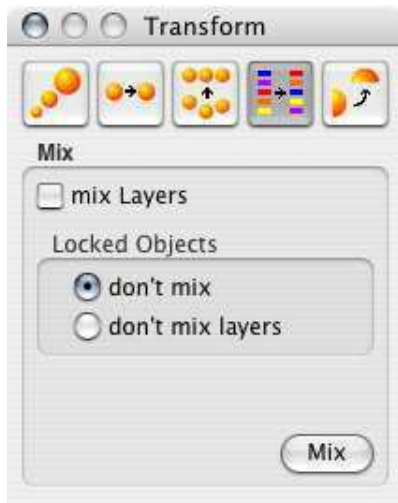 Transform
Mix
mix Layers
Locked Objects
don't mix
don't mix layers
Mix